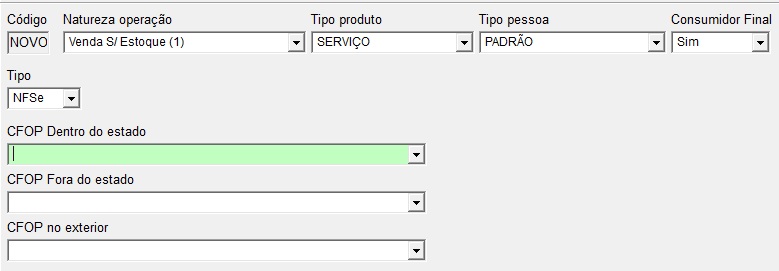 Código Natureza operação Tipo produto Tipo pessoa Consumidor Final
NOVO Venda S/ Estoque (1) SERVIÇO PADRÃO Sim
Tipo
NFSe
CFOP Dentro do estado
CFOP Fora do estado
CFOP no exterior